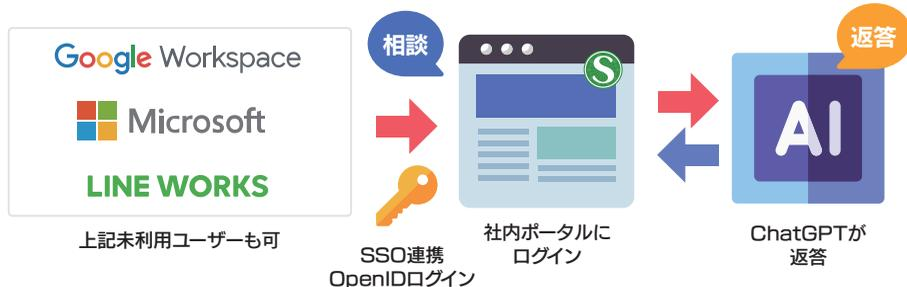 Google Workspace
Microsoft
LINE WORKS
上記未利用ユーザーも可
相談
SSO連携
OpenIDログイン
S
社内ポータルに
ログイン
返答
AI
ChatGPTが
返答